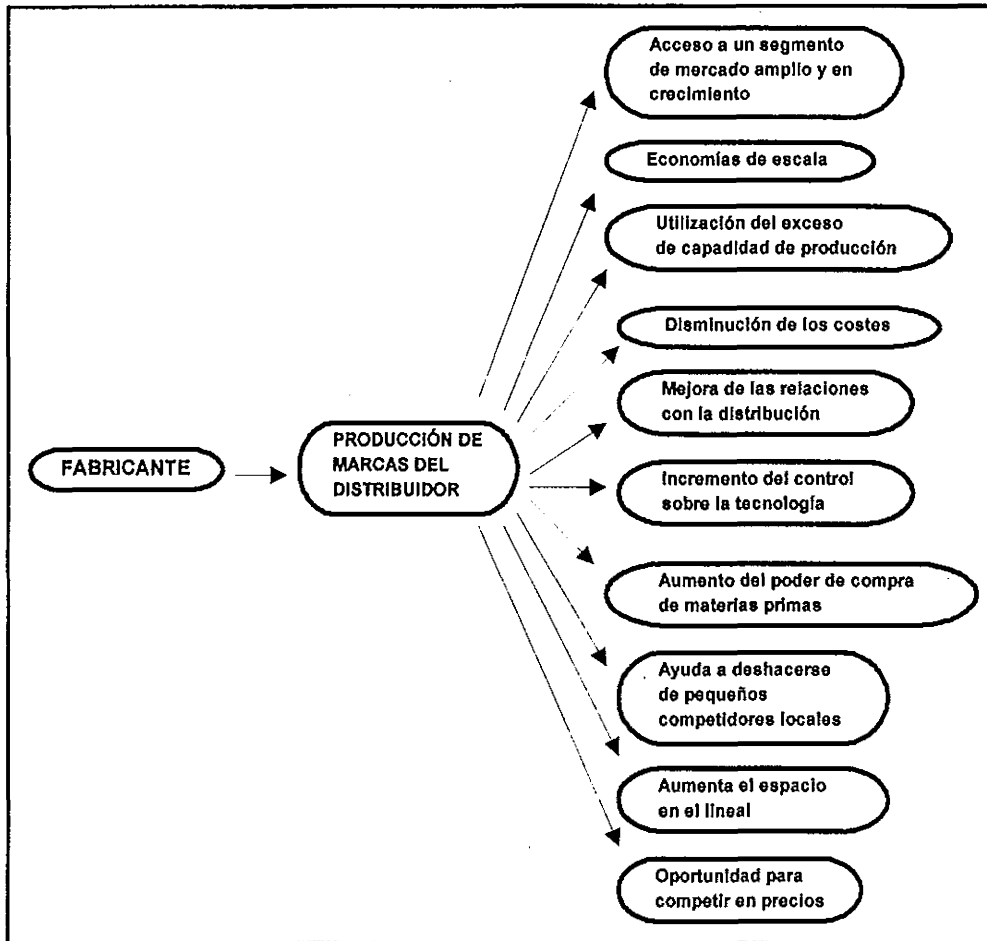 Acceso a un segmento
de mercado amplio y en
crecimiento
Economías de escala
Utilización del exceso
de capadidad de producción
Disminución de los costes
Mejora de las relaciones
con la distribución
FABRICANTE
PRODUCCIÓN DE
MARCAS DEL
DISTRIBUIDOR
Incremento del control
sobre la tecnología
Aumento del poder de compra
de materias primas
Ayuda a deshacerse
de pequeños
competidores locales
Aumenta el espacio
en el lineal
Oportunidad para
competir en precios